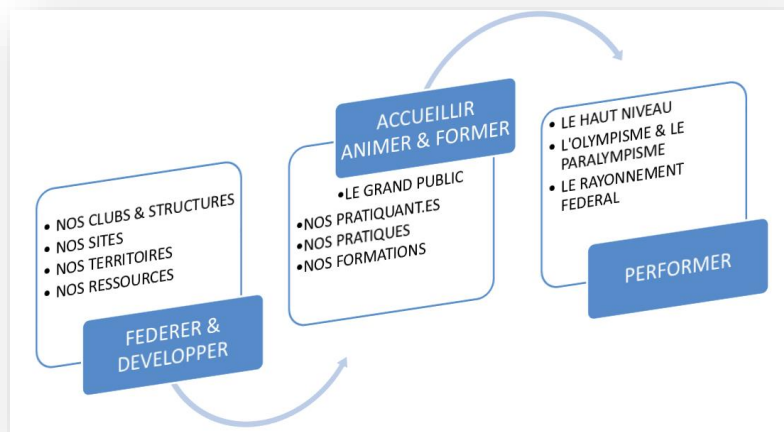 • NOS CLUBS & STRUCTURES
• NOS SITES
• NOS TERRITOIRES
• NOS RESSOURCES
FEDERER &
DEVELOPPER
ACCUEILLIR
ANIMER & FORMER
•LE GRAND PUBLIC
•NOS PRATIQUANT.ES
•NOS PRATIQUES
•NOS FORMATIONS
• LE HAUT NIVEAU
• L'OLYMPISME & LE
PARALYMPISME
• LE RAYONNEMENT
FEDERAL
PERFORMER